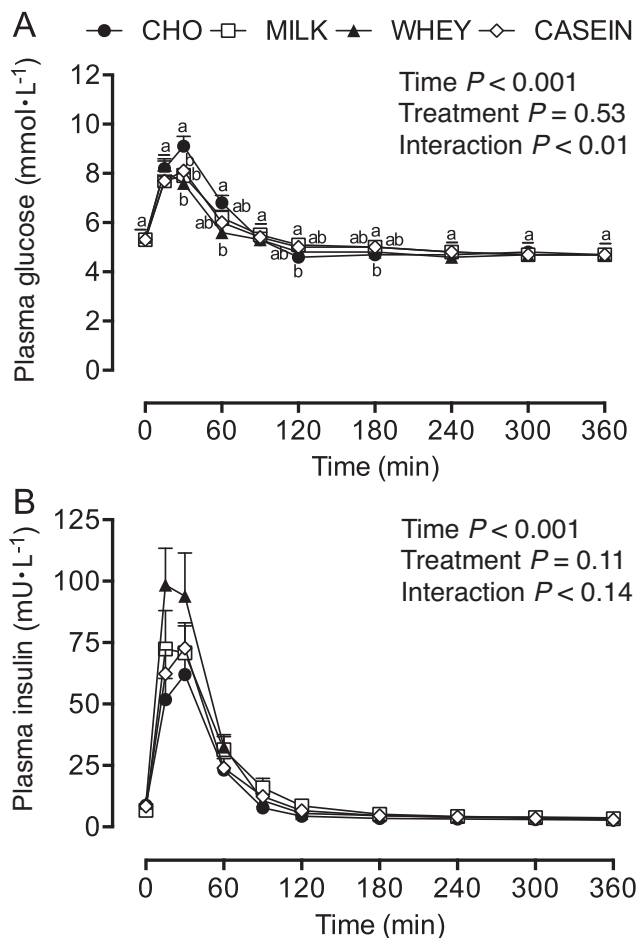 A CHO MILK WHEY CASEIN
Plasma glucose (mmol·L⁻¹)
12
10
8
6
4
2
0
Time P < 0.001
Treatment P = 0.53
Interaction P < 0.01
a
a
a
b
b
b
a
ab
ab
b
a
ab
a
ab
b
ab
a
ab
b
a
a
a
0 60 120 180 240 300 360
Time (min)
B
Plasma insulin (mU·L⁻¹)
125
100
75
50
25
0
Time P < 0.001
Treatment P = 0.11
Interaction P < 0.14
0 60 120 180 240 300 360
Time (min)